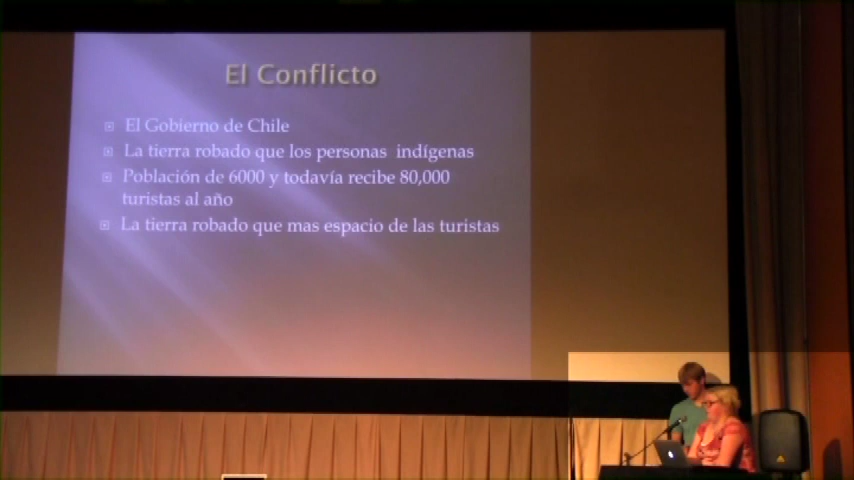 El Conflicto
El Gobierno de Chile
La tierra robado que los personas indígenas
Población de 6000 y todavía recibe 80,000
turistas al año
La tierra robado que mas espacio de las turistas